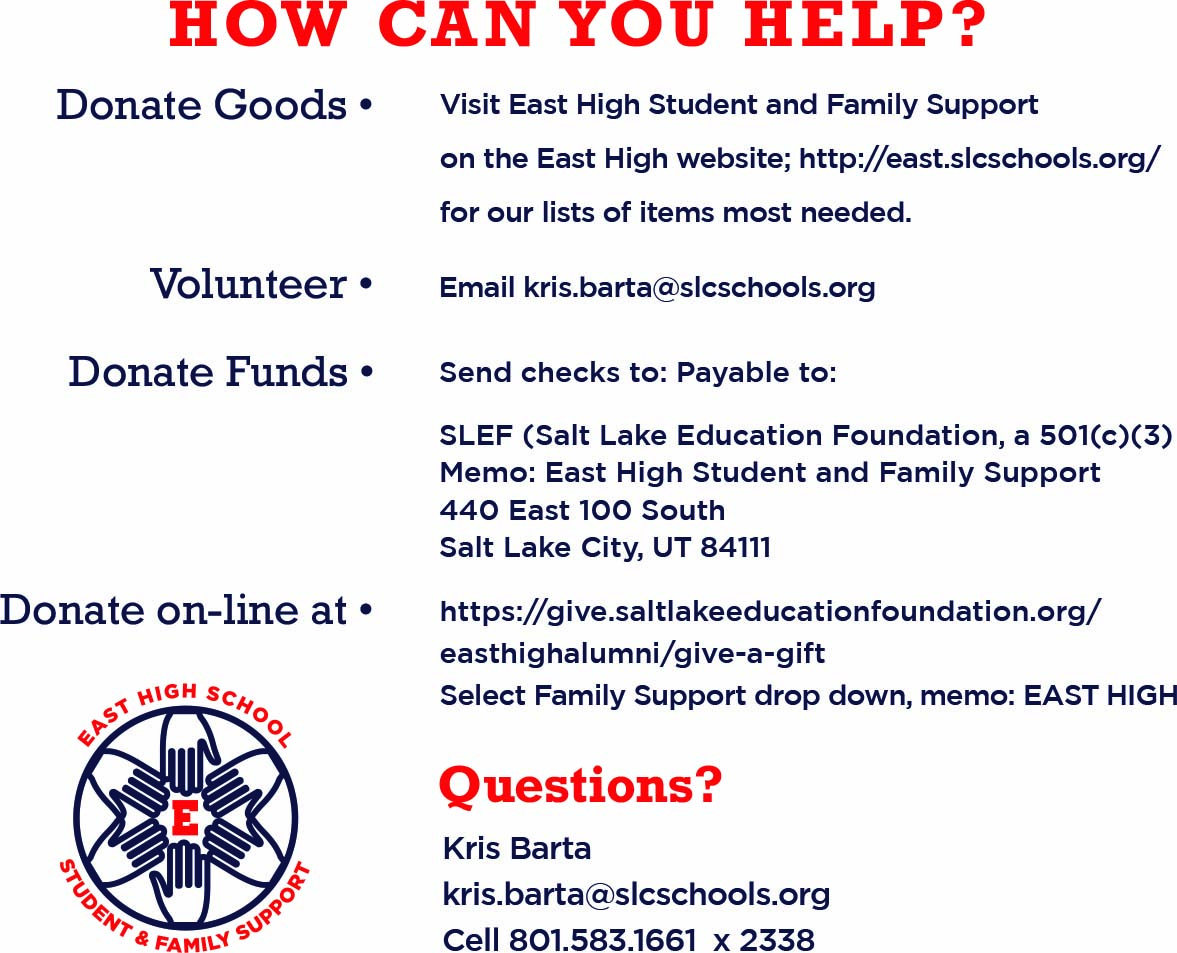 HOW CAN YOU HELP?
Donate Goods • Visit East High Student and Family Support
on the East High website; http://east.slcschools.org/
for our lists of items most needed.
Volunteer • Email kris.barta@slcschools.org
Donate Funds • Send checks to: Payable to:
SLEF (Salt Lake Education Foundation, a 501(c)(3)
Memo: East High Student and Family Support
440 East 100 South
Salt Lake City, UT 84111
Donate on-line at • https://give.saltlakeeducationfoundation.org/
easthighalumni/give-a-gift
Select Family Support drop down, memo: EAST HIGH
EAST HIGH SCHOOL
E
STUDENT & FAMILY SUPPORT
Questions?
Kris Barta
kris.barta@slcschools.org
Cell 801.583.1661 x 2338